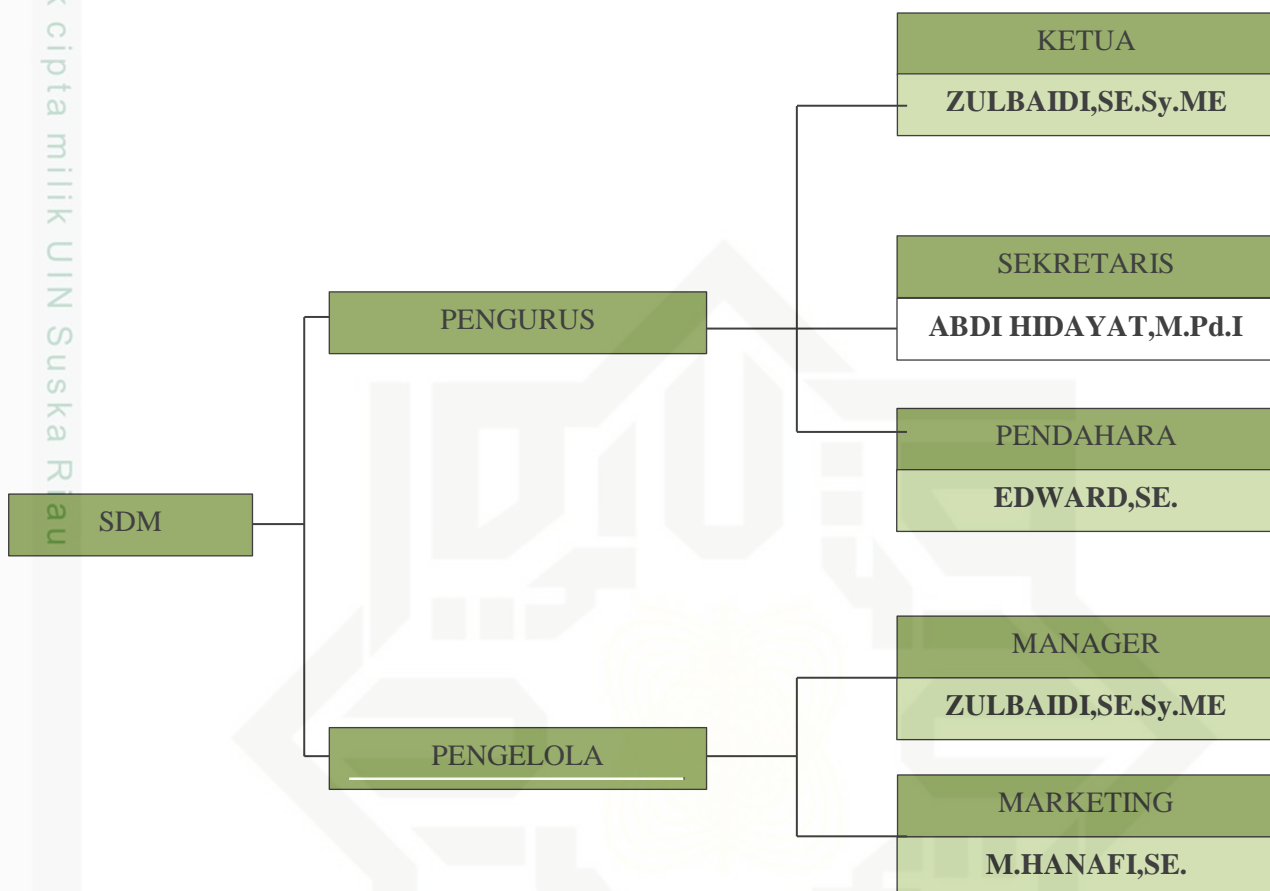 k cipta milik UIN Suska Riau
KETUA
ZULBAIDI,SE.Sy.ME
SEKRETARIS
ABDI HIDAYAT,M.Pd.I
PENGURUS
PENDAHARA
EDWARD,SE.
SDM
MANAGER
ZULBAIDI,SE.Sy.ME
PENGELOLA
MARKETING
M.HANAFI,SE.